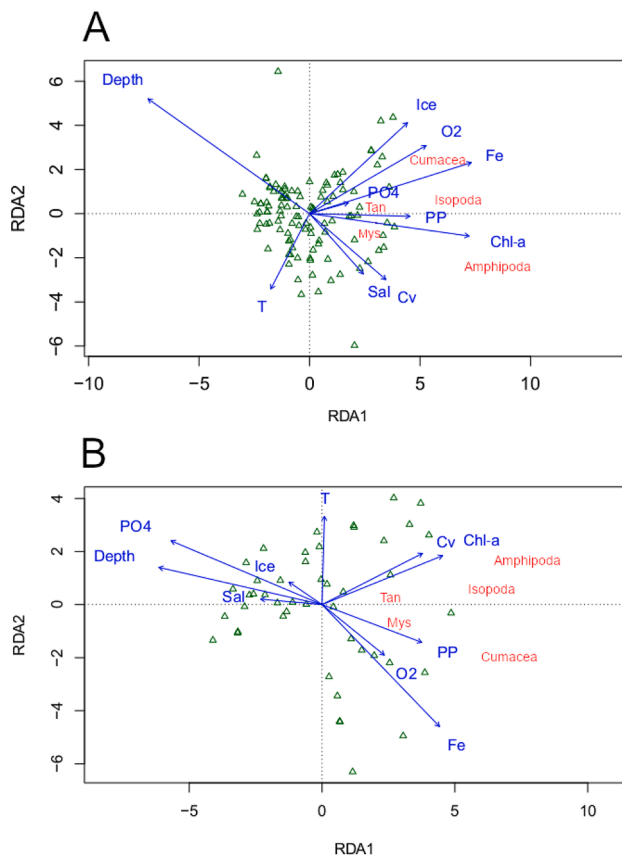 A
Depth
Ice
O2
Fe
Cumacea
PO4
Tan
Isopoda
PP
Mys
Chl-a
Amphipoda
Sal
Cv
T
6
4
2
0
−2
−4
−6
RDA2
−10
−5
0
5
10
RDA1
B
T
PO4
Depth
Ice
Sal
Cv
Chl-a
Amphipoda
Isopoda
Tan
Mys
PP
Cumacea
O2
Fe
4
2
0
−2
−4
−6
RDA2
−5
0
5
10
RDA1